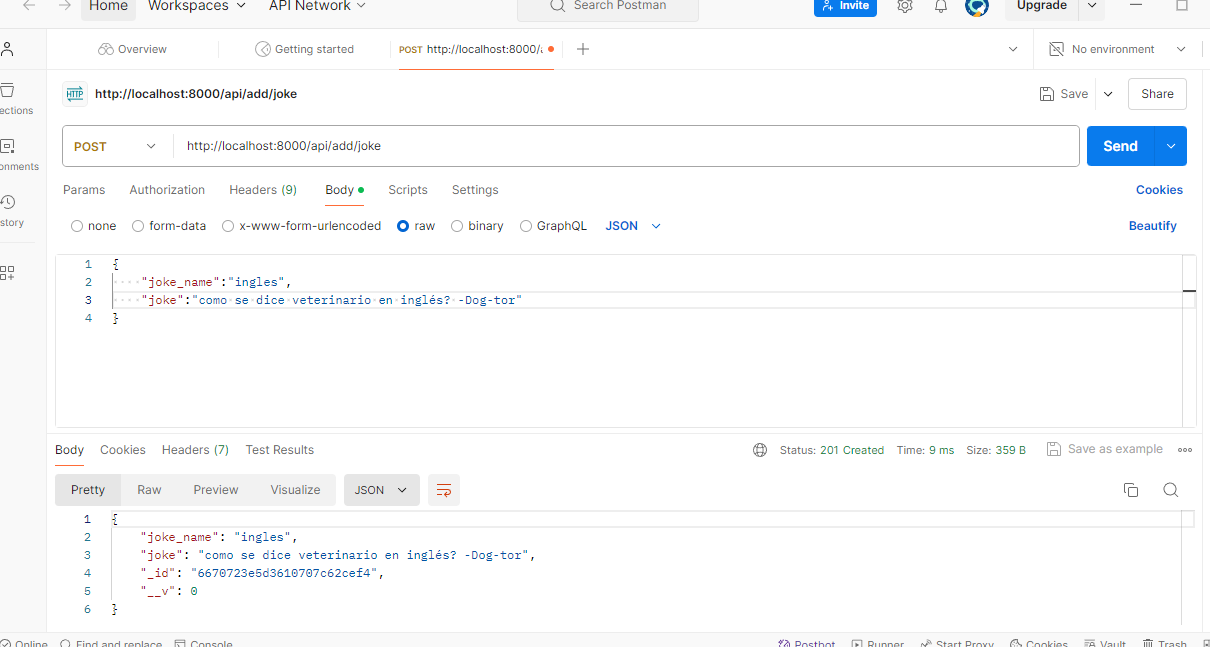 Home Workspaces API Network Search Postman Invite Upgrade
Overview Getting started POST http://localhost:8000/a No environment
HTTP http://localhost:8000/api/add/joke Save Share
POST http://localhost:8000/api/add/joke Send
Params Authorization Headers (9) Body Scripts Settings Cookies
none form-data x-www-form-urlencoded raw binary GraphQL JSON Beautify
1 {
2 "joke_name":"ingles",
3 "joke":"como se dice veterinario en inglés? -Dog-tor"
4 }
ections
onments
story
Body Cookies Headers (7) Test Results Status: 201 Created Time: 9 ms Size: 359 B Save as example
Pretty Raw Preview Visualize JSON
1 {
2 "joke_name": "ingles",
3 "joke": "como se dice veterinario en inglés? -Dog-tor",
4 "_id": "6670723e5d3610707c62cef4",
5 "__v": 0
6 }
Online Find and replace Console Postbot Runner Start Proxy Cookies Vault Trash